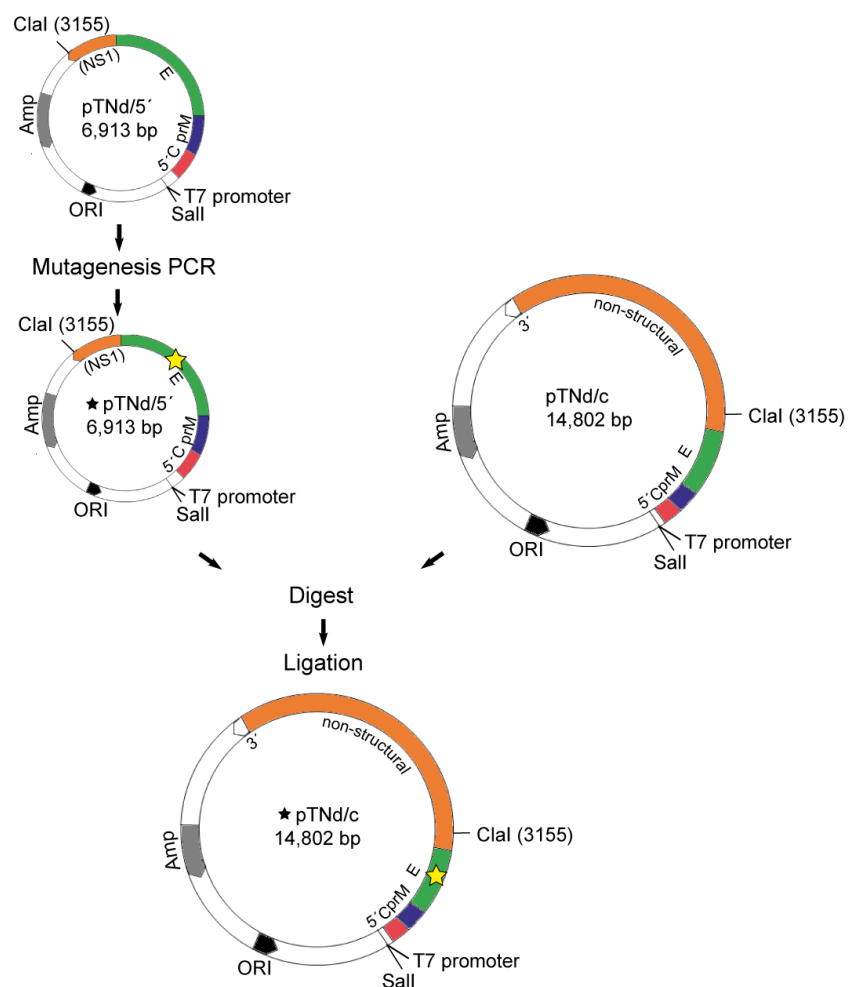 ClaI (3155)
(NS1)
E
pTNd/5´
6,913 bp
Amp
prM
5´C
T7 promoter
SalI
ORI
Mutagenesis PCR
ClaI (3155)
(NS1)
E
★ pTNd/5´
6,913 bp
Amp
prM
5´C
T7 promoter
SalI
ORI
non-structural
3´
pTNd/c
14,802 bp
ClaI (3155)
Amp
E
5´CprM
T7 promoter
SalI
ORI
Digest
Ligation
non-structural
3´
★ pTNd/c
14,802 bp
ClaI (3155)
Amp
E
5´CprM
T7 promoter
SalI
ORI